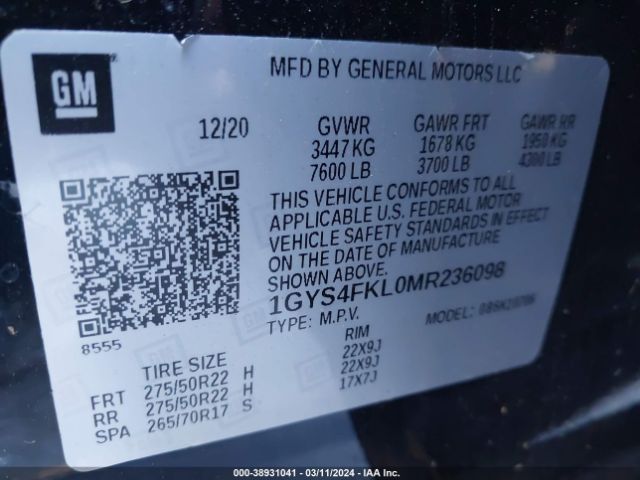 GM
MFD BY GENERAL MOTORS LLC
12/20 GVWR GAWR FRT GAWR RR
3447 KG 1678 KG 1950 KG
7600 LB 3700 LB 4300 LB
THIS VEHICLE CONFORMS TO ALL
APPLICABLE U.S. FEDERAL MOTOR
VEHICLE SAFETY STANDARDS IN EFFECT
ON THE DATE OF MANUFACTURE
SHOWN ABOVE.
1GYS4FKL0MR236098
TYPE: M.P.V. MODEL:
8555
TIRE SIZE RIM
FRT 275/50R22 H 22X9J
RR 275/50R22 H 22X9J
SPA 265/70R17 S 17X7J
000-38931041 - 03/11/2024 - IAA Inc.